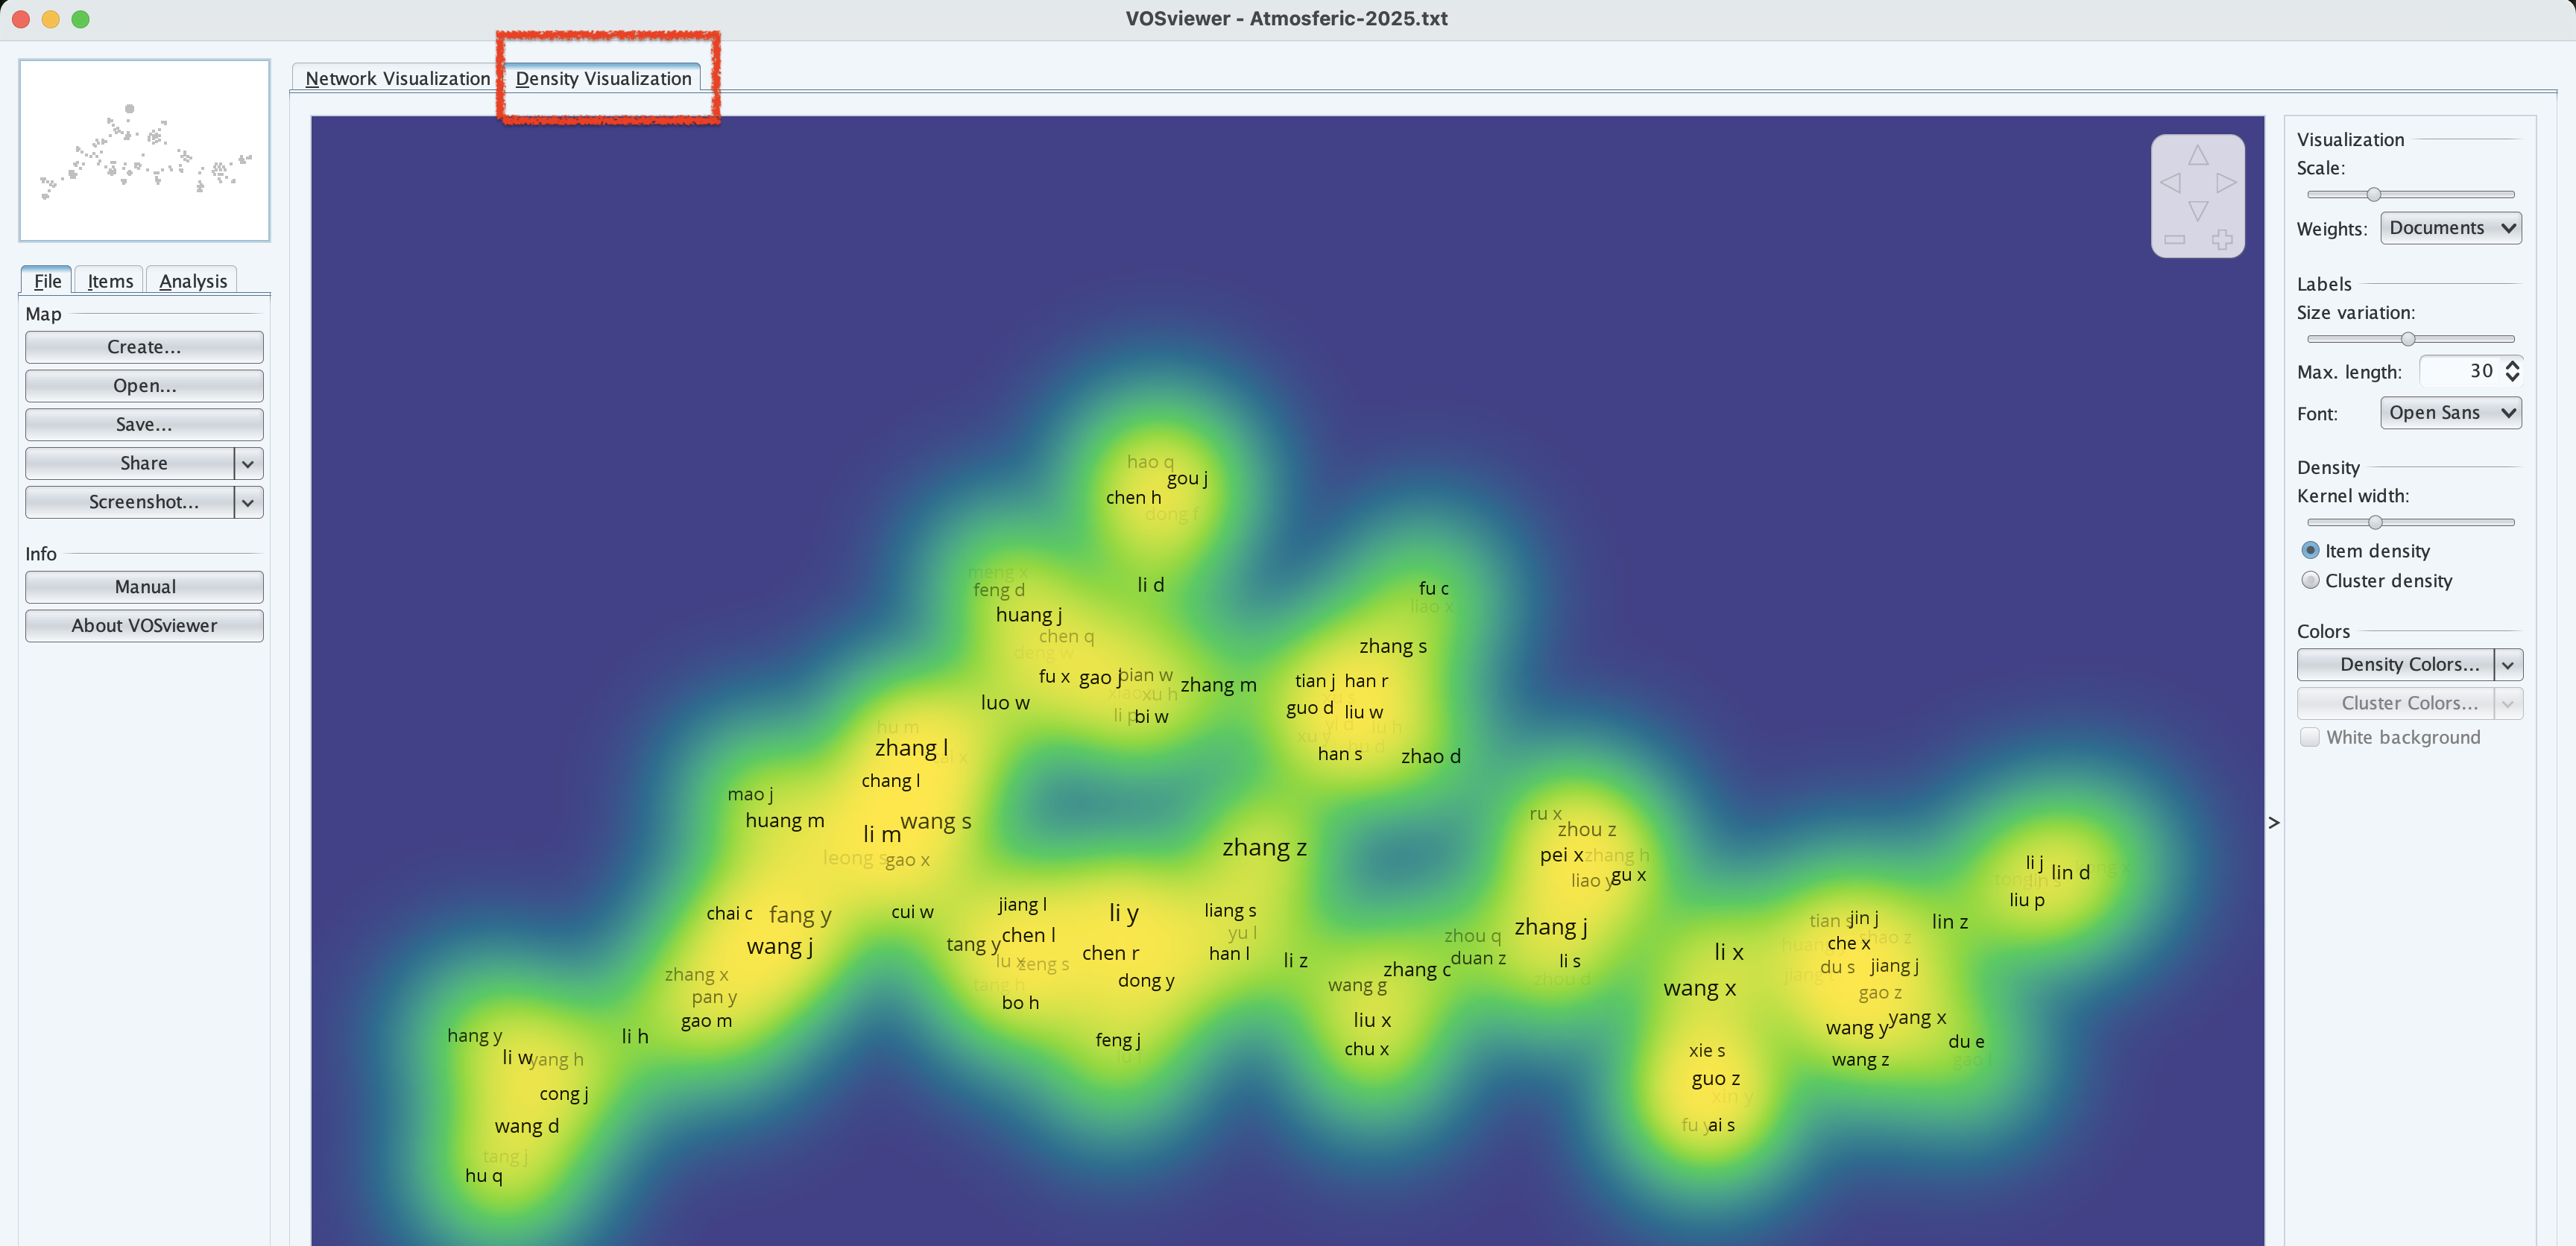 VOSviewer - Atmosferic-2025.txt
Network Visualization
Density Visualization
File
Items
Analysis
Map
Create...
Open...
Save...
Share
Screenshot...
Info
Manual
About VOSviewer
hao q
gou j
chen h
dong f
li d
meng x
feng d
huang j
chen q
deng w
fu x
gao j
bian w
zhang m
xu h
luo w
li p
bi w
fu c
liao x
zhang s
tian j
han r
guo d
liu w
xu y
han s
zhao d
hu m
zhang l
chang l
mao j
huang m
li m
wang s
leong s
gao x
zhang z
ru x
zhou z
pei x
zhang h
liao y
gu x
chai c
fang y
cui w
wang j
jiang l
li y
liang s
yu l
chen l
tang y
chen r
han l
lu x
zeng s
tang h
dong y
bo h
li z
feng j
zhang x
pan y
gao m
li h
hang y
li w
yang h
cong j
wang d
tang j
hu q
zhou q
duan z
zhang j
li s
zhou d
zhang c
wang g
liu x
chu x
li x
wang x
xie s
guo z
xin y
fu y
ai s
tian s
jin j
che x
zhao z
du s
jiang j
gao z
wang y
yang x
wang z
du e
lin z
li j
lin d
lin s
liu p
>
Visualization
Scale:
Weights: Documents
Labels
Size variation:
Max. length: 30
Font: Open Sans
Density
Kernel width:
Item density
Cluster density
Colors
Density Colors...
Cluster Colors...
White background